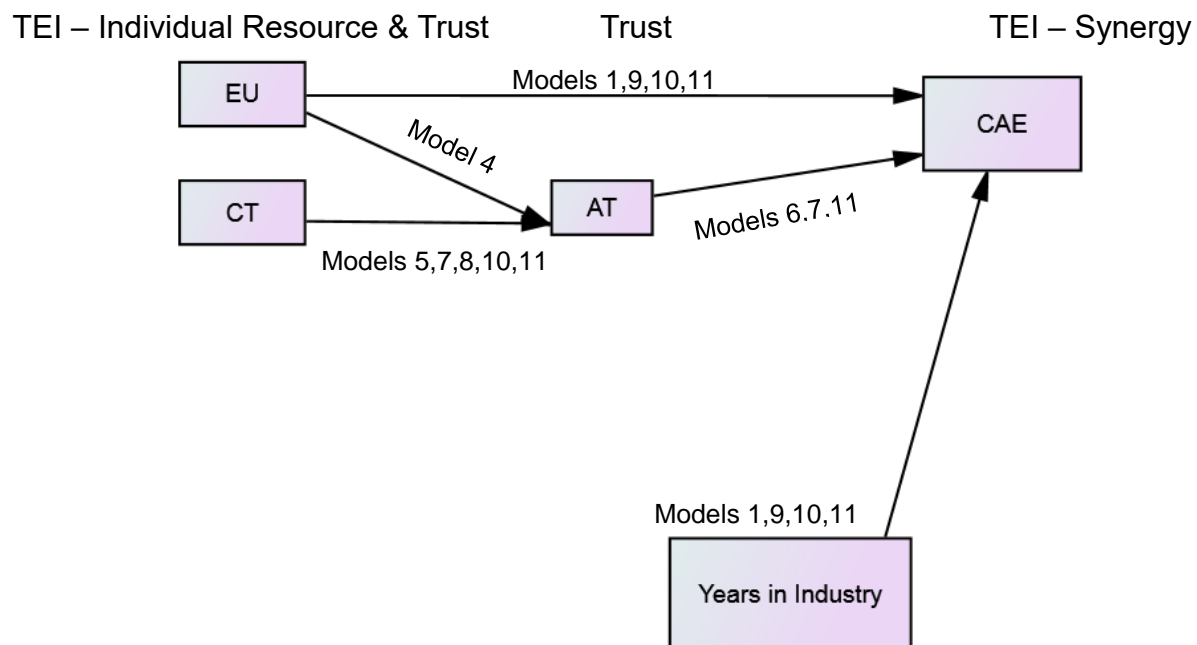 TEI – Individual Resource & Trust
Trust
TEI – Synergy
EU
Models 1,9,10,11
CAE
Model 4
CT
AT
Models 6.7.11
Models 5,7,8,10,11
Models 1,9,10,11
Years in Industry